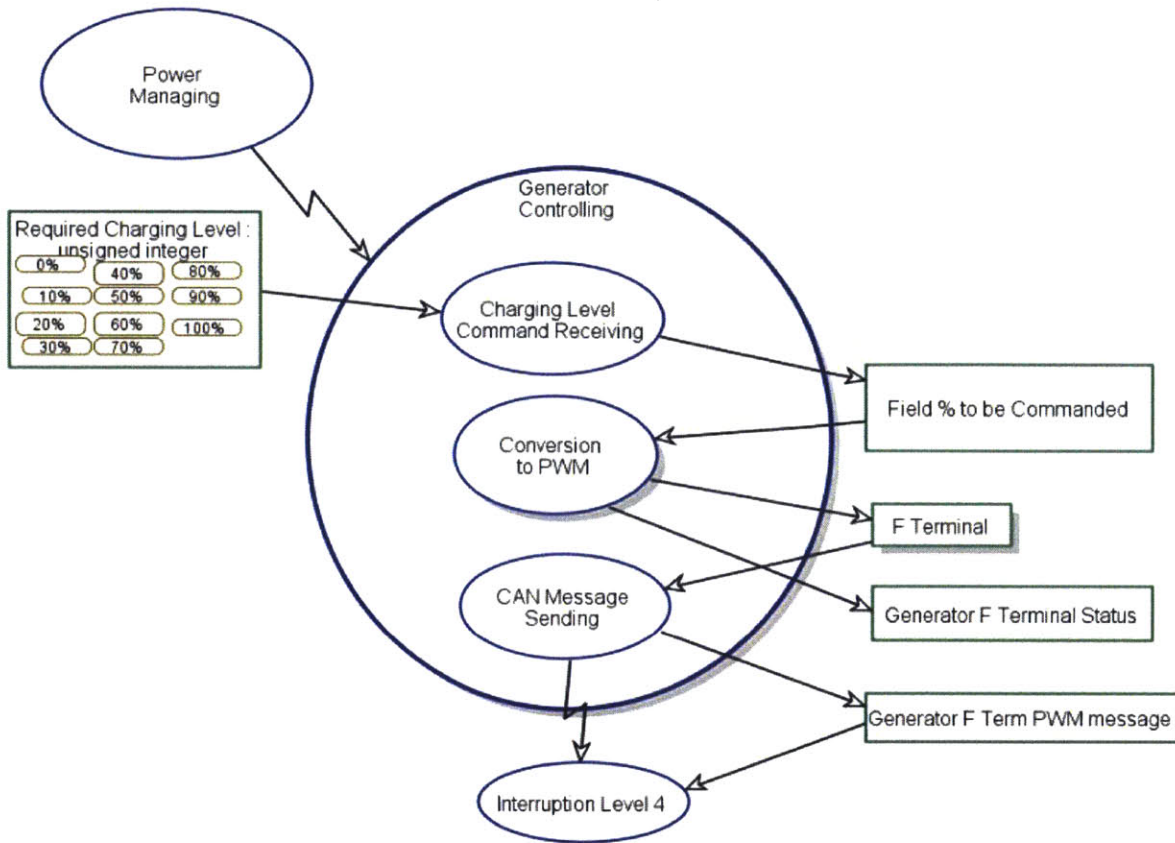 Power
Managing
Generator
Controlling
Required Charging Level :
unsigned integer
0%
40%
80%
10%
50%
90%
20%
60%
100%
30%
70%
Charging Level
Command Receiving
Field % to be Commanded
Conversion
to PWM
F Terminal
CAN Message
Sending
Generator F Terminal Status
Generator F Term PWM message
Interruption Level 4